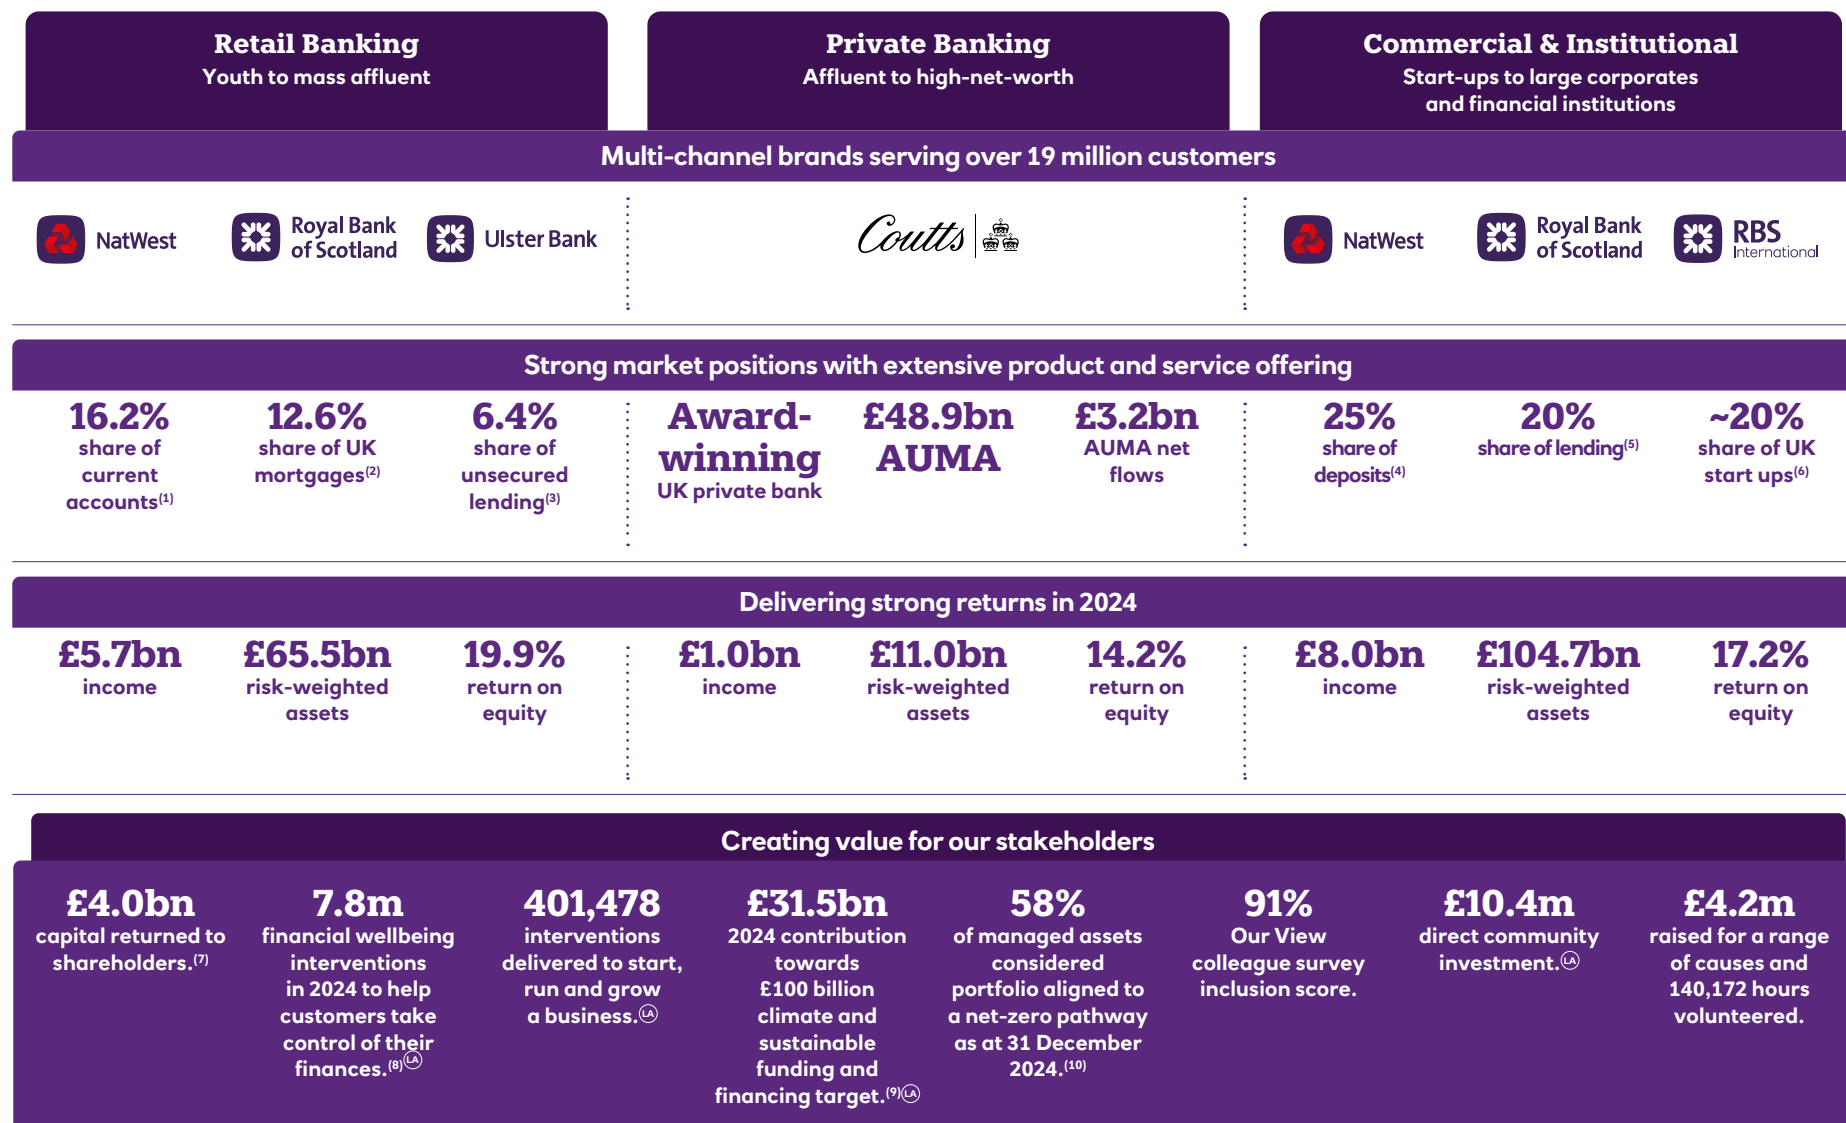 Retail Banking
Youth to mass affluent
Private Banking
Affluent to high-net-worth
Commercial & Institutional
Start-ups to large corporates
and financial institutions
Multi-channel brands serving over 19 million customers
NatWest
Royal Bank
of Scotland
Ulster Bank
Coutts
NatWest
Royal Bank
of Scotland
RBS
International
Strong market positions with extensive product and service offering
16.2%
share of
current
accounts(1)
12.6%
share of UK
mortgages(2)
6.4%
share of
unsecured
lending(3)
Award-
winning
UK private bank
£48.9bn
AUMA
£3.2bn
AUMA net
flows
25%
share of
deposits(4)
20%
share of lending(5)
~20%
share of UK
start ups(6)
Delivering strong returns in 2024
£5.7bn
income
£65.5bn
risk-weighted
assets
19.9%
return on
equity
£1.0bn
income
£11.0bn
risk-weighted
assets
14.2%
return on
equity
£8.0bn
income
£104.7bn
risk-weighted
assets
17.2%
return on
equity
Creating value for our stakeholders
£4.0bn
capital returned to
shareholders.(7)
7.8m
financial wellbeing
interventions
in 2024 to help
customers take
control of their
finances.(8) LA
401,478
interventions
delivered to start,
run and grow
a business. LA
£31.5bn
2024 contribution
towards
£100 billion
climate and
sustainable
funding and
financing target.(9) LA
58%
of managed assets
considered
portfolio aligned to
a net-zero pathway
as at 31 December
2024.(10)
91%
Our View
colleague survey
inclusion score.
£10.4m
direct community
investment. LA
£4.2m
raised for a range
of causes and
140,172 hours
volunteered.